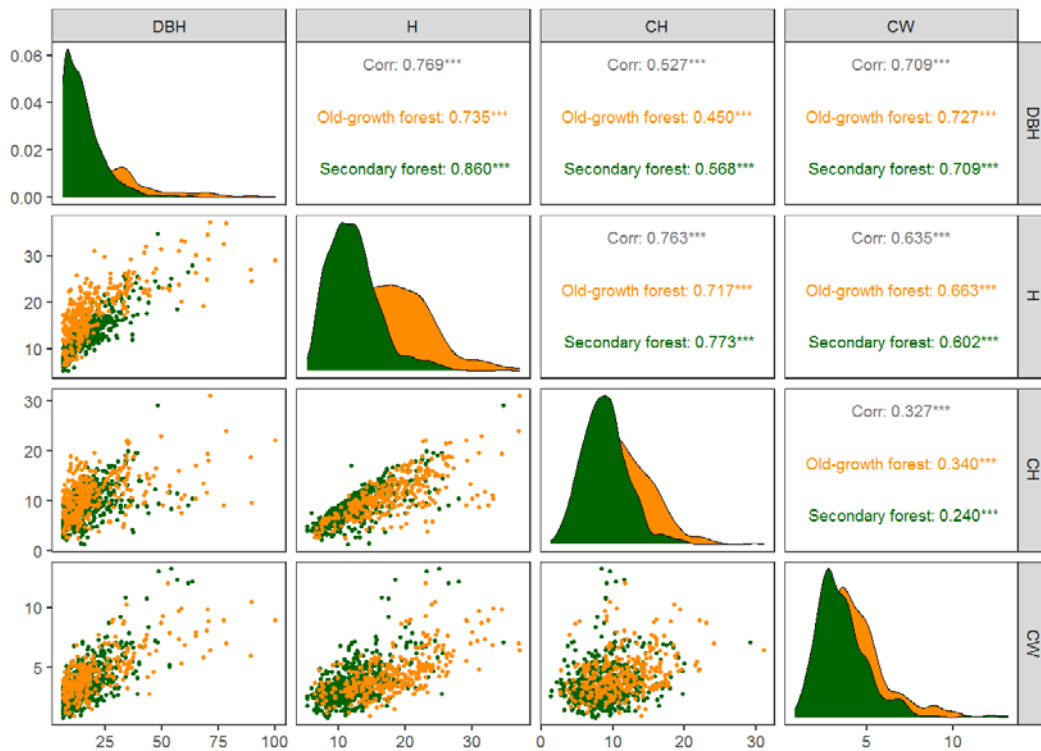 DBH H CH CW
0.06 Corr: 0.769*** Corr: 0.527*** Corr: 0.709***
0.04 Old-growth forest: 0.735*** Old-growth forest: 0.450*** Old-growth forest: 0.727*** DBH
0.02 Secondary forest: 0.860*** Secondary forest: 0.568*** Secondary forest: 0.709***
0.00
30 Corr: 0.763*** Corr: 0.635***
20 Old-growth forest: 0.717*** Old-growth forest: 0.663*** H
10 Secondary forest: 0.773*** Secondary forest: 0.602***
30 Corr: 0.327***
20 Old-growth forest: 0.340*** CH
10 Secondary forest: 0.240***
0
10 CW
5
25 50 75 100 10 20 30 0 10 20 30 5 10